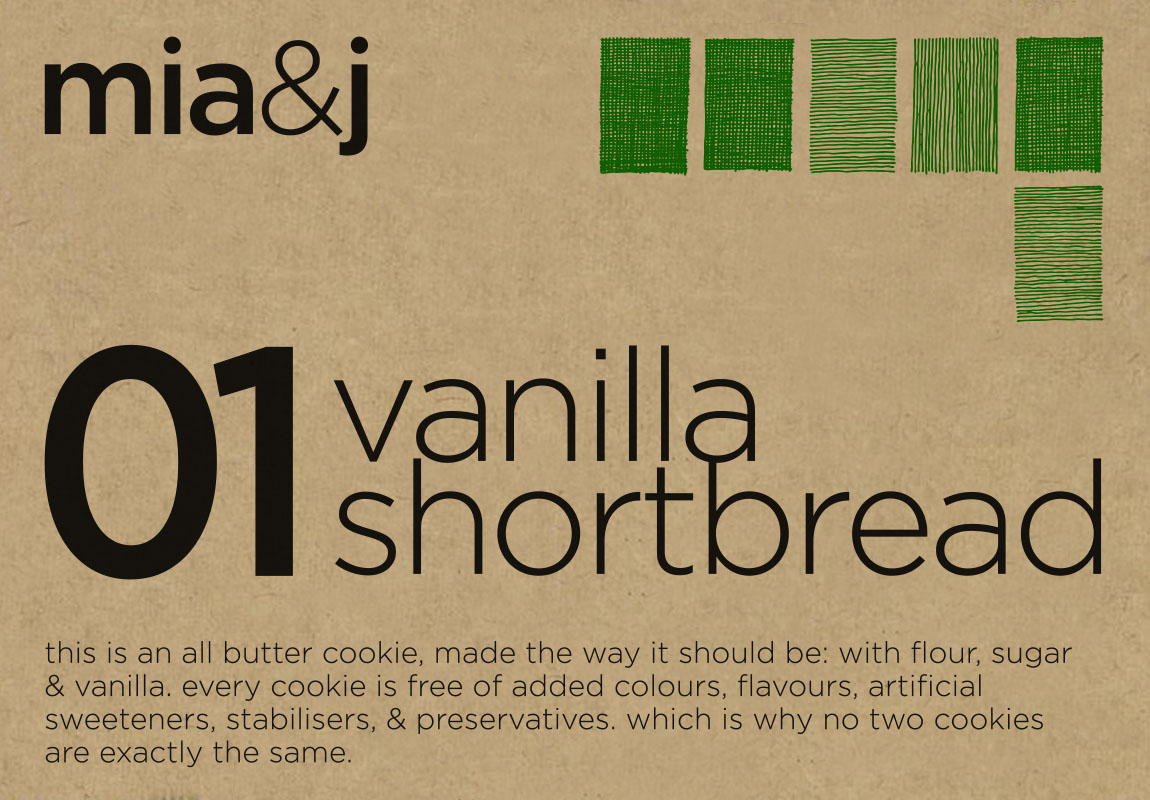 mia&j
01 vanilla
shortbread
this is an all butter cookie, made the way it should be: with flour, sugar
& vanilla. every cookie is free of added colours, flavours, artificial
sweeteners, stabilisers, & preservatives. which is why no two cookies
are exactly the same.